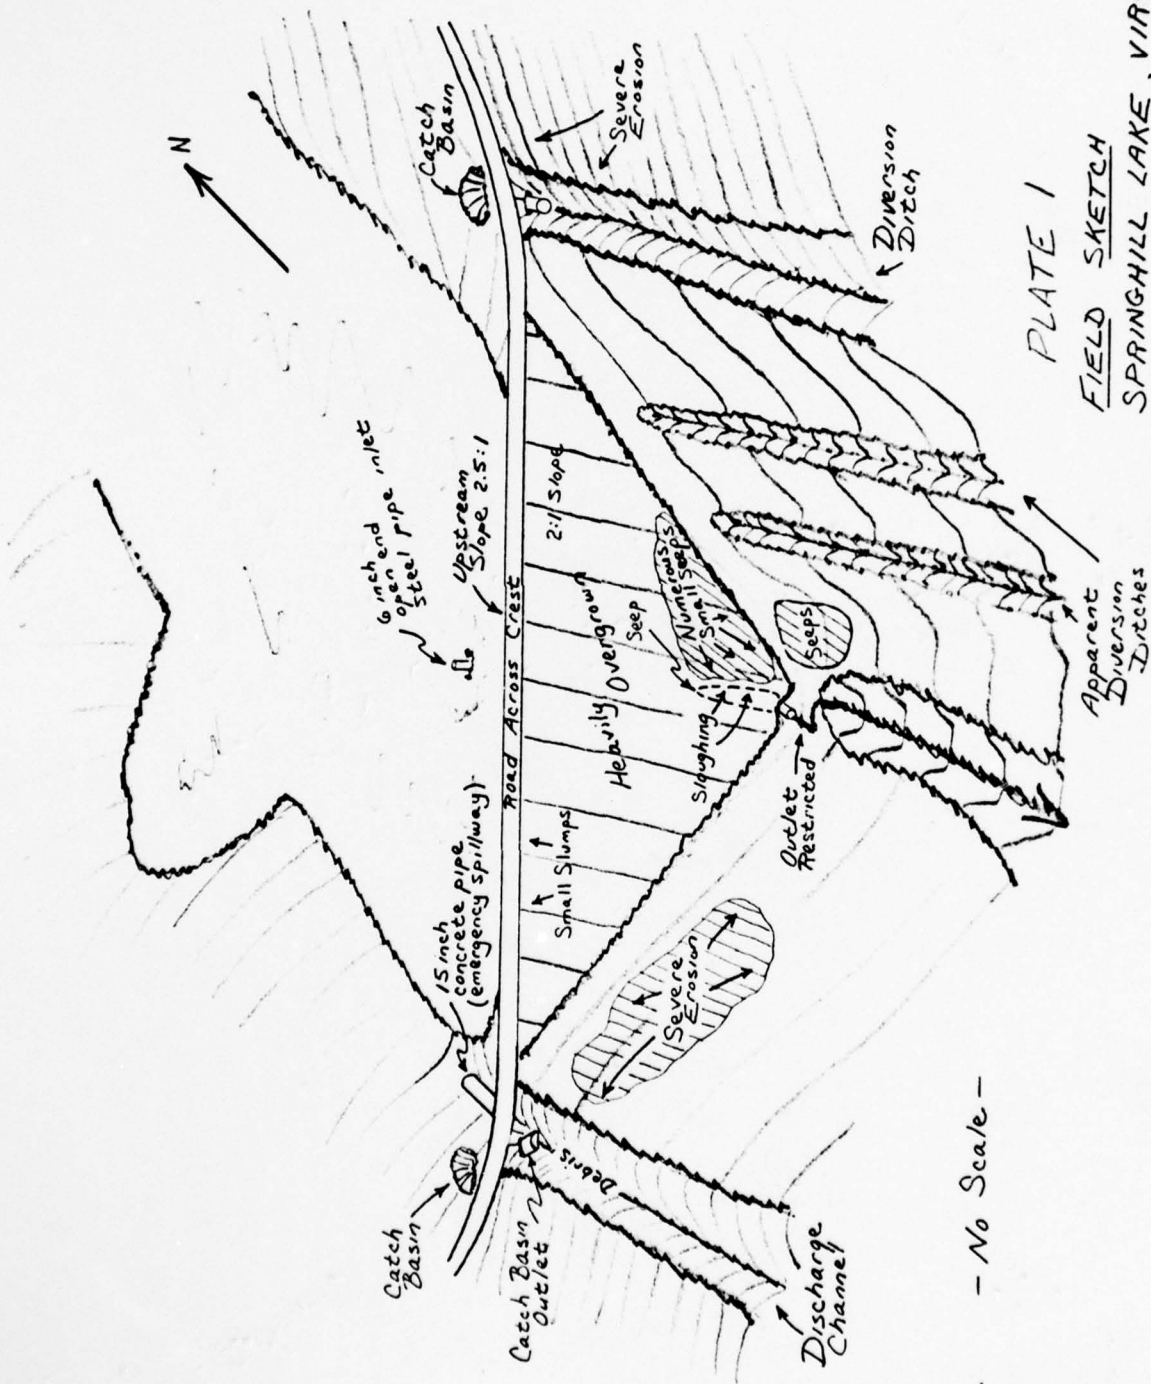 N
Catch
Basin
Severe
Erosion
Diversion
Ditch
6 inch end
open pipe inlet
Steel pipe
Upstream
Slope 2.5:1
2:1 Slope
Road Across Crest
15 inch
concrete pipe
(emergency spillway)
Heavily Overgrown
Seep
Numerous
Small Seeps
Seeps
Sloughing
Small Slumps
Outlet
Restricted
Severe
Erosion
Catch
Basin
Catch Basin
Outlet
Debris
Discharge
Channel
Apparent
Diversion
Ditches
- No Scale -
PLATE 1
FIELD SKETCH
SPRINGHILL LAKE, VIR